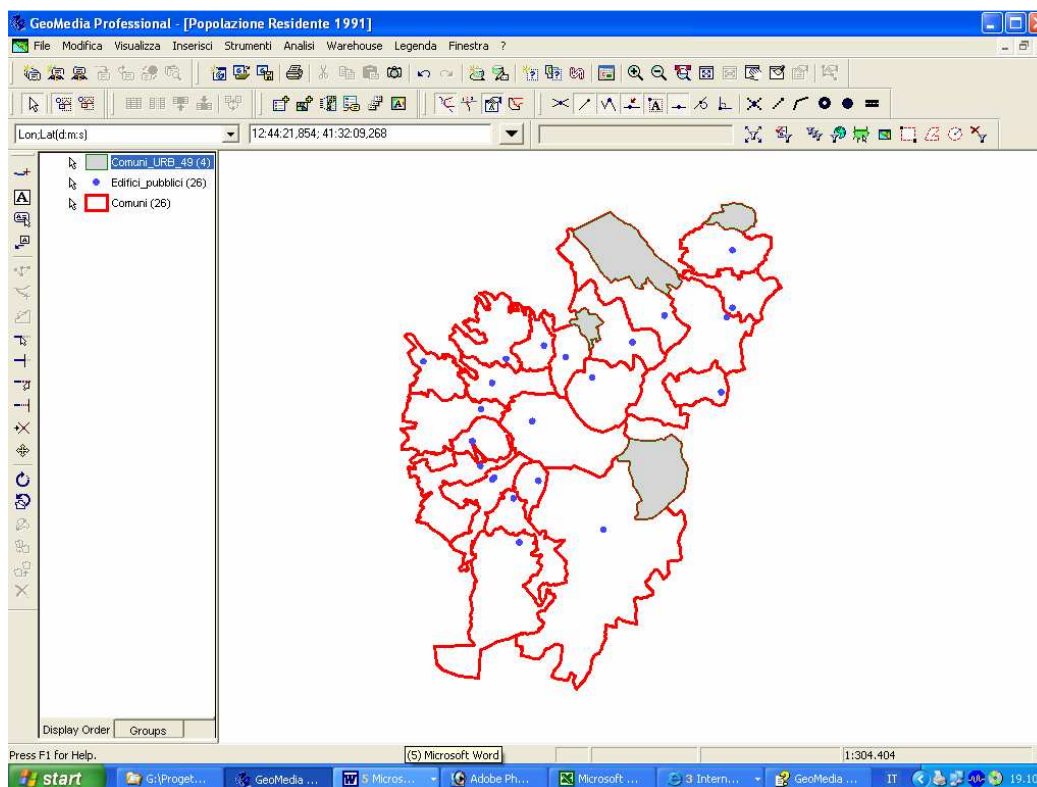 GeoMedia Professional - [Popolazione Residente 1991]
File Modifica Visualizza Inserisci Strumenti Analisi Warehouse Legenda Finestra ?
Lon;Lat(d:m:s) 12:44:21,854; 41:32:09,268
Comuni_URB_49 (4)
Edifici_pubblici (26)
Comuni (26)
Display Order Groups
Press F1 for Help. (5) Microsoft Word 1:304.404
start G:\Proget... GeoMedia ... 5 Micros... Adobe Ph... Microsoft ... 3 Intern... GeoMedia ... IT 19.10